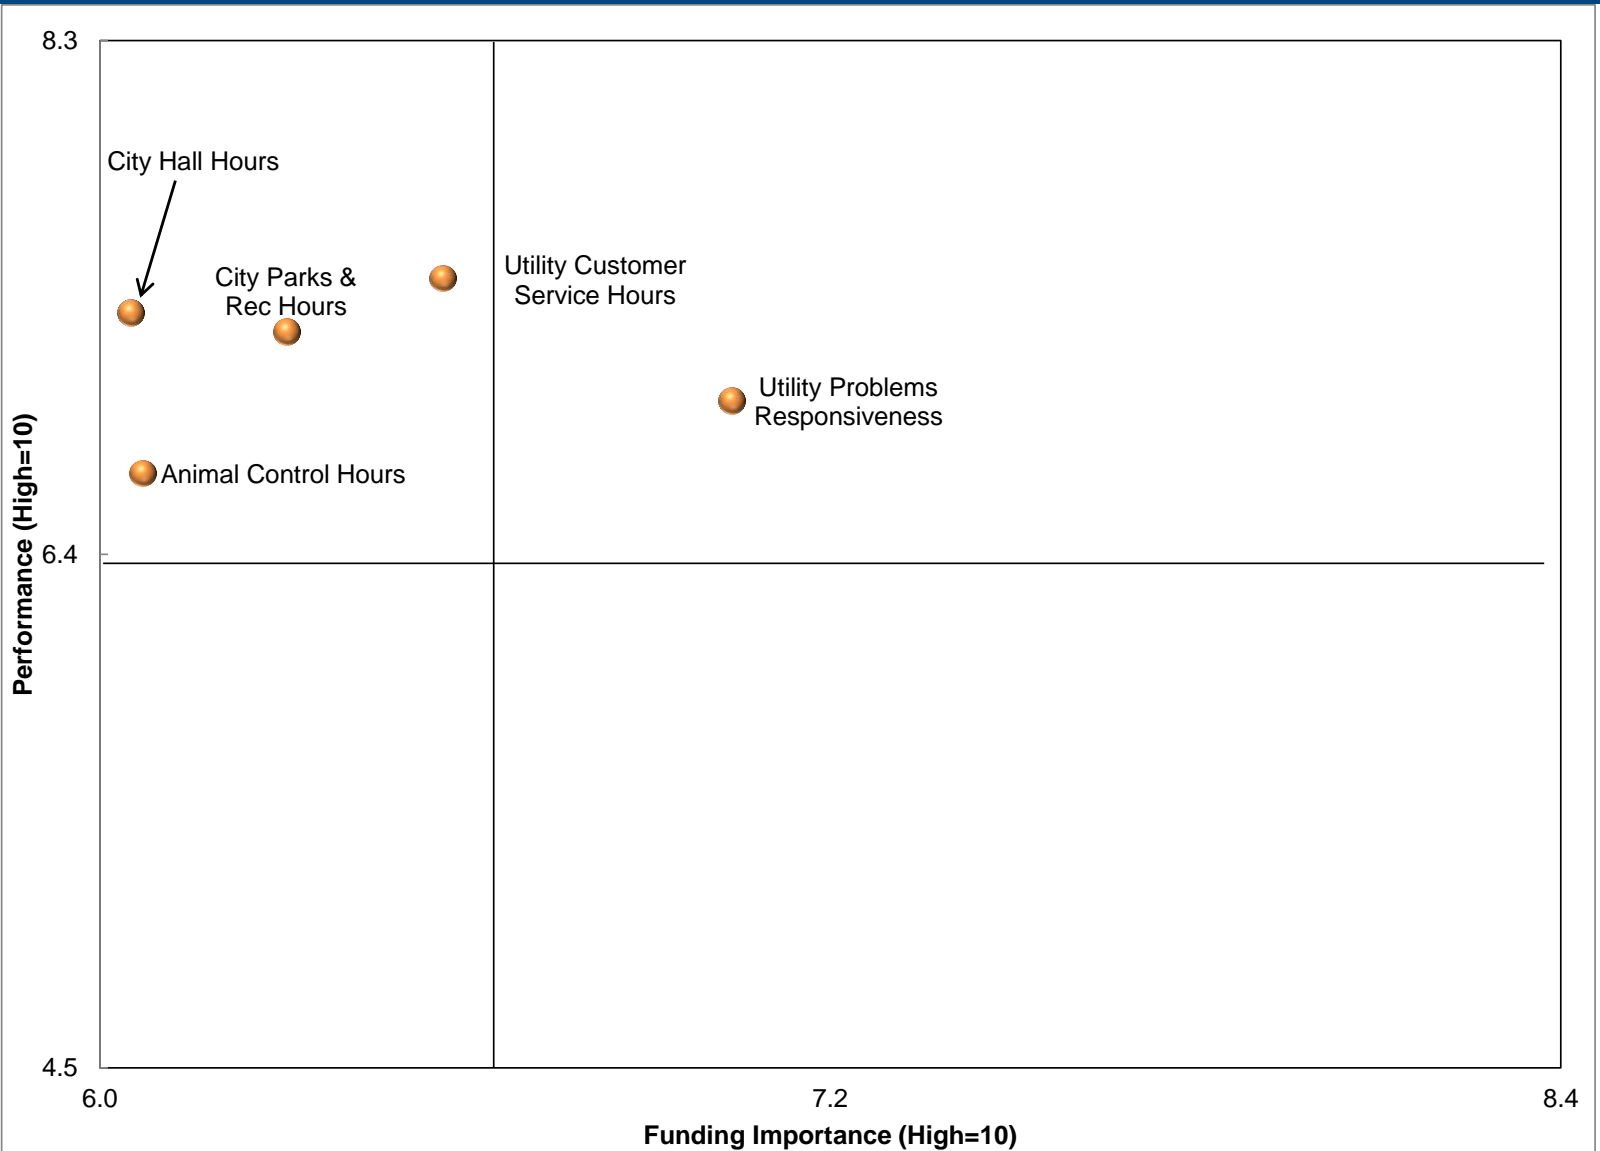 8.3
City Hall Hours
City Parks &
Rec Hours
Utility Customer
Service Hours
Utility Problems
Responsiveness
Animal Control Hours
Performance (High=10)
6.4
4.5
6.0
7.2
8.4
Funding Importance (High=10)